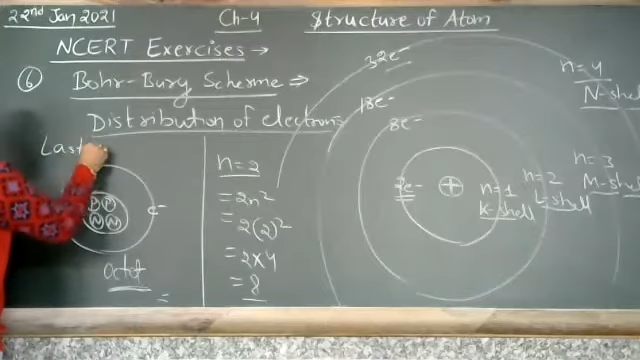 22nd Jan 2021 Ch-4 Structure of Atom
NCERT Exercises →
6 Bohr-Bury Scheme ⇒
Distribution of electrons
Last
P P
N N
e-
Octet
=
n=2
=2n²
=2(2)²
=2×4
=8
32e-
18e-
8e-
2e-
+
n=1
K-shell
n=2
L-shell
n=3
M-shell
n=4
N-shell